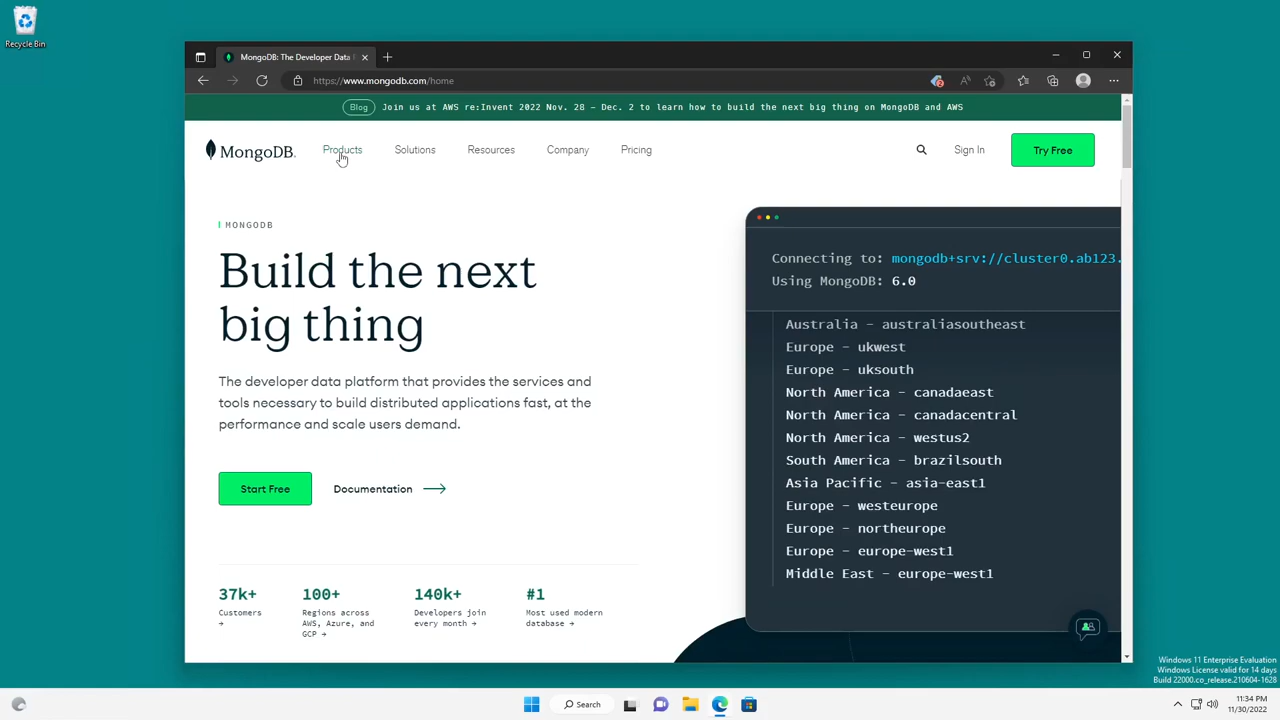 Recycle Bin
MongoDB: The Developer Data
https://www.mongodb.com/home
Blog Join us at AWS re:Invent 2022 Nov. 28 – Dec. 2 to learn how to build the next big thing on MongoDB and AWS
MongoDB. Products Solutions Resources Company Pricing Sign In Try Free
MONGODB
Build the next
big thing
The developer data platform that provides the services and
tools necessary to build distributed applications fast, at the
performance and scale users demand.
Start Free Documentation →
37k+
Customers
→
100+
Regions across
AWS, Azure, and
GCP →
140k+
Developers join
every month →
#1
Most used modern
database →
Connecting to: mongodb+srv://cluster0.ab123.
Using MongoDB: 6.0
Australia - australiasoutheast
Europe - ukwest
Europe - uksouth
North America - canadaeast
North America - canadacentral
North America - westus2
South America - brazilsouth
Asia Pacific - asia-east1
Europe - westeurope
Europe - northeurope
Europe - europe-west1
Middle East - europe-west1
Windows 11 Enterprise Evaluation
Windows License valid for 14 days
Build 22000.co_release.210604-1628
Search
11:34 PM
11/30/2022